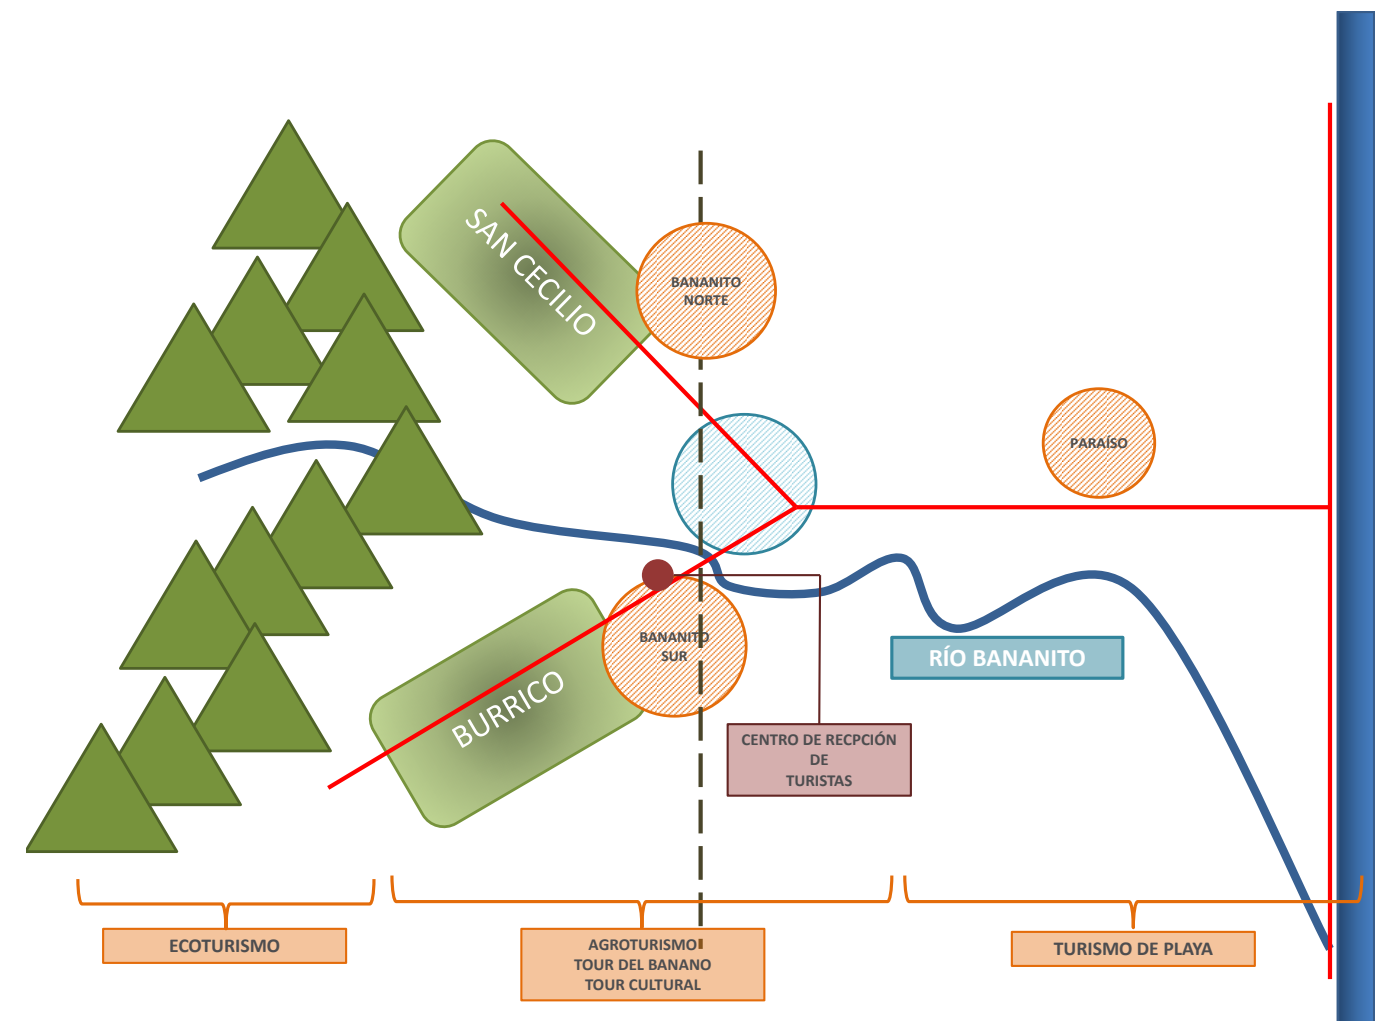 SAN CECILIO
BANANITO
NORTE
PARAÍSO
BANANITO
SUR
RÍO BANANITO
BURRICO
CENTRO DE RECPCIÓN
DE
TURISTAS
ECOTURISMO
AGROTURISMO
TOUR DEL BANANO
TOUR CULTURAL
TURISMO DE PLAYA